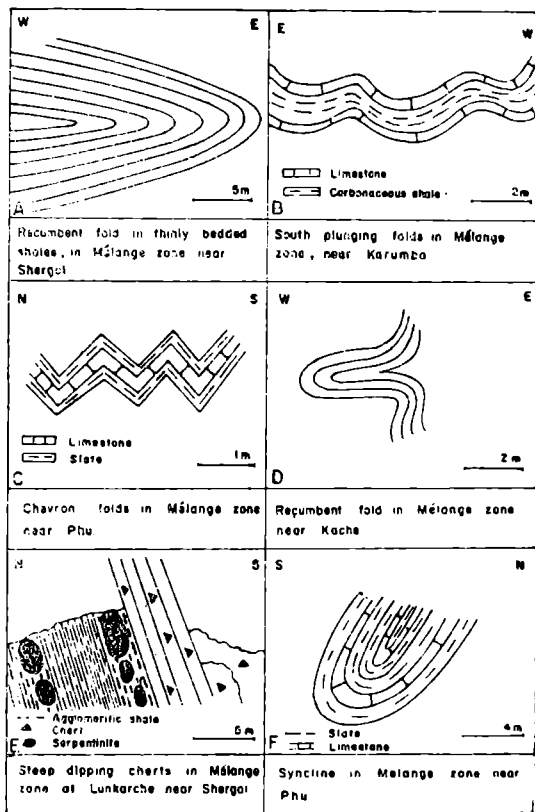 W E
A
5m
E W
Limestone
Carbonaceous shale
2m
B
Recumbent fold in thinly bedded
shales, in Mélange zone near
Shergol
South plunging folds in Mélange
zone, near Karumba
N S
Limestone
Slate
1m
C
W E
D
2 m
Chavron folds in Mélange zone
near Phu
Recumbent fold in Mélange zone
near Kache
N S
Agglomeritic shale
Chert
Serpentinite
E
S N
Slate
Limestone
4m
F
Steep dipping cherts in Mélange
zone at Lunkarche near Shergol
Syncline in Melange zone near
Phu